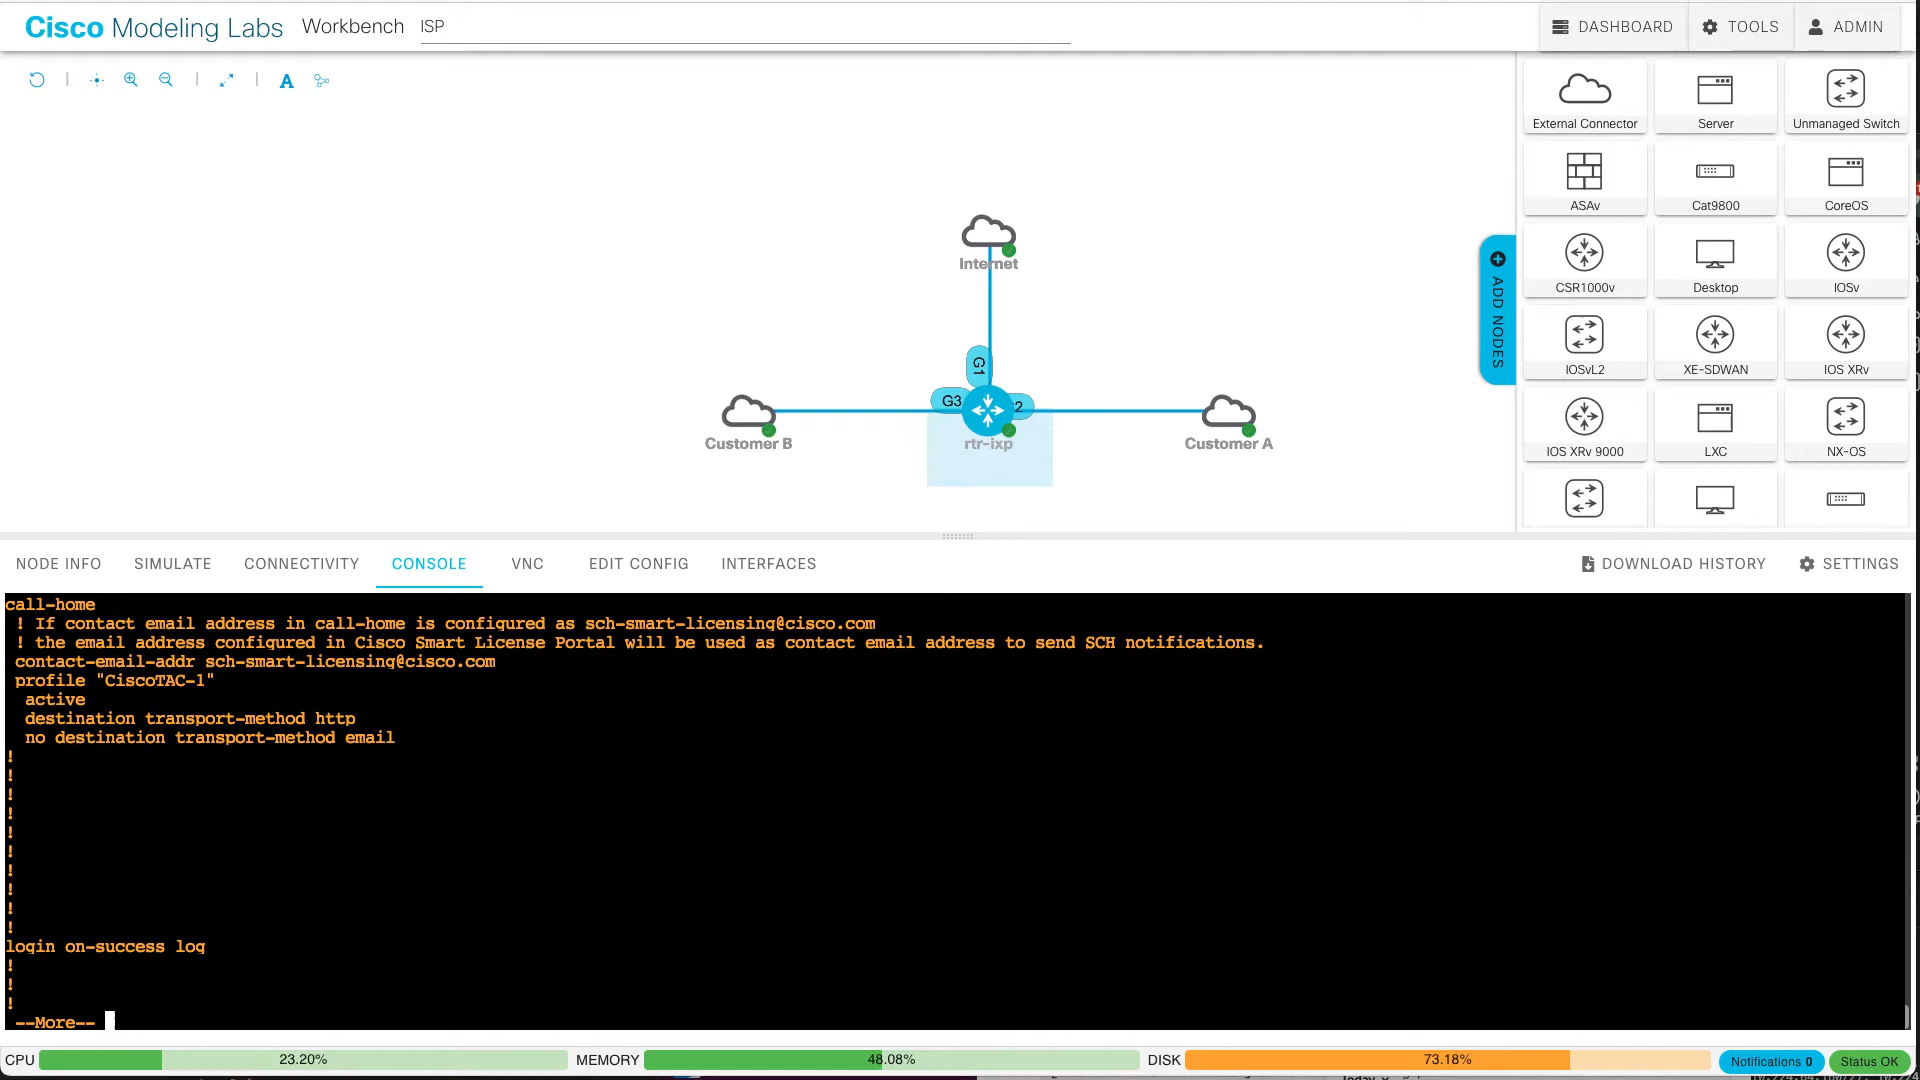 Cisco Modeling Labs Workbench ISP
DASHBOARD TOOLS ADMIN
A
External Connector Server Unmanaged Switch
ASAv Cat9800 CoreOS
CSR1000v Desktop IOSv
IOSvL2 XE-SDWAN IOS XRv
IOS XRv 9000 LXC NX-OS
ADD NODES
Internet
G1
G3
2
Customer B rtr-ixp Customer A
NODE INFO SIMULATE CONNECTIVITY CONSOLE VNC EDIT CONFIG INTERFACES DOWNLOAD HISTORY SETTINGS
call-home
! If contact email address in call-home is configured as sch-smart-licensing@cisco.com
! the email address configured in Cisco Smart License Portal will be used as contact email address to send SCH notifications.
contact-email-addr sch-smart-licensing@cisco.com
profile "CiscoTAC-1"
active
destination transport-method http
no destination transport-method email
!
!
!
!
!
!
!
!
!
!
login on-success log
!
!
!
--More--
CPU 23.20% MEMORY 48.08% DISK 73.18% Notifications 0 Status OK